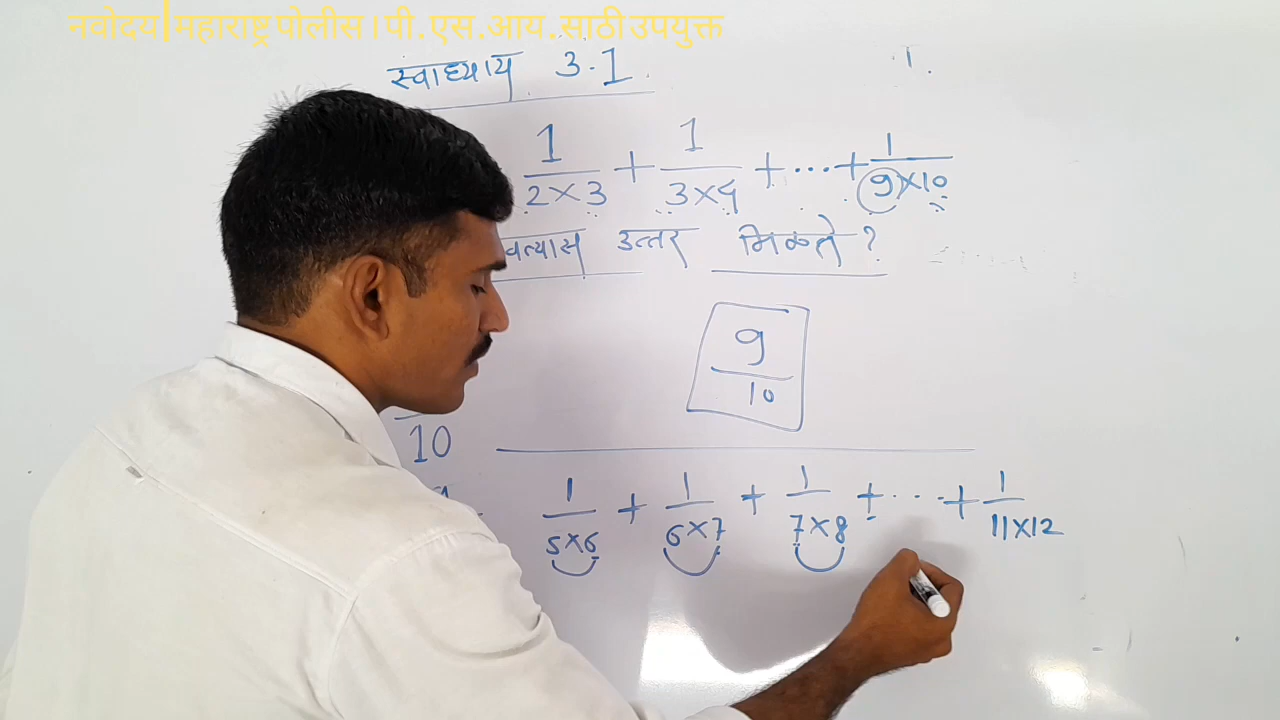 नवोदय|महाराष्ट्र पोलीस । पी.एस.आय.साठी उपयुक्त
स्वाध्याय 3.1
1/2×3 + 1/3×4 + ... + 1/9×10
उत्तर मिळते ?
9/10
10
1/5×6 + 1/6×7 + 1/7×8 + ... + 1/11×12